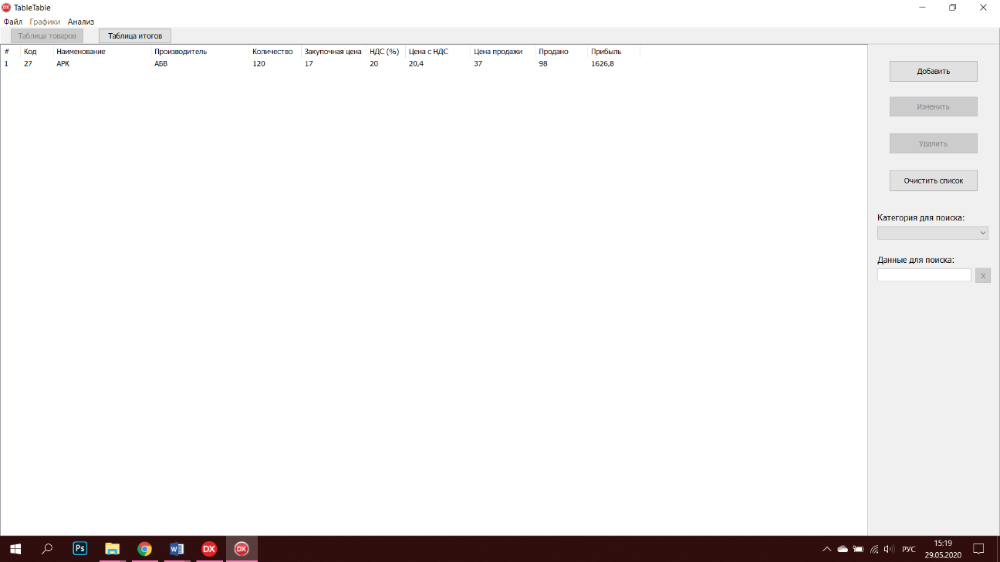 DX TableTable
Файл Графики Анализ
Таблица товаров Таблица итогов
# Код Наименование Производитель Количество Закупочная цена НДС (%) Цена с НДС Цена продажи Продано Прибыль
1 27 АРК АБВ 120 17 20 20,4 37 98 1626,8
Добавить
Изменить
Удалить
Очистить список
Категория для поиска:
Данные для поиска:
X
Ps W DX DX РУС 15:19
29.05.2020